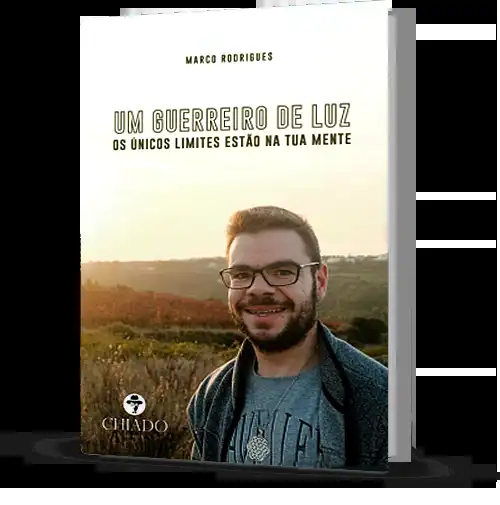 MARCO RODRIGUES
UM GUERREIRO DE LUZ
OS ÚNICOS LIMITES ESTÃO NA TUA MENTE
CHIADO